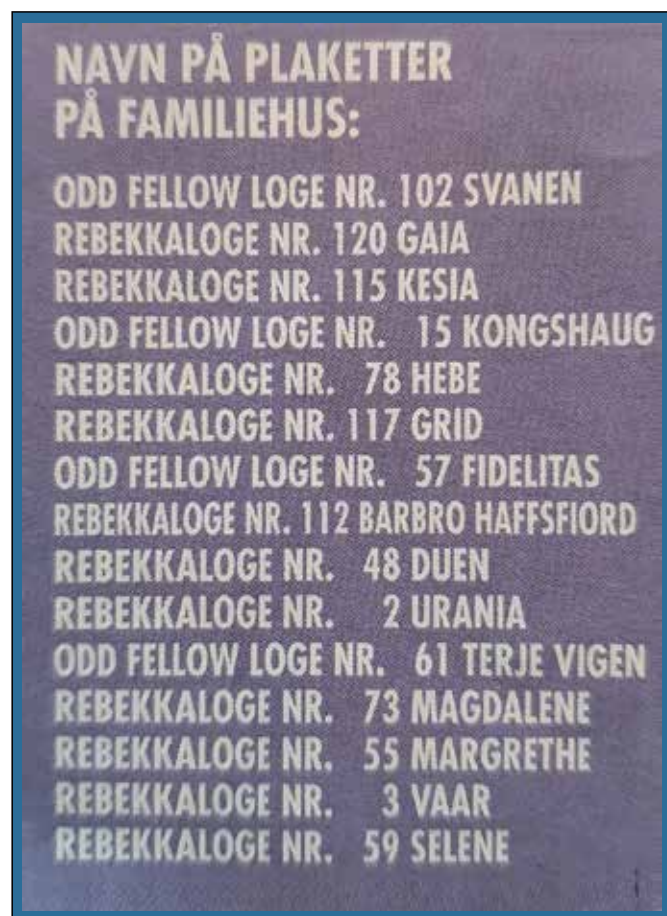 NAVN PÅ PLAKETTER
PÅ FAMILIEHUS:
ODD FELLOW LOGE NR. 102 SVANEN
REBEKKALOGE NR. 120 GAIA
REBEKKALOGE NR. 115 KESIA
ODD FELLOW LOGE NR. 15 KONGSHAUG
REBEKKALOGE NR. 78 HEBE
REBEKKALOGE NR. 117 GRID
ODD FELLOW LOGE NR. 57 FIDELITAS
REBEKKALOGE NR. 112 BARBRO HAFFSFIORD
REBEKKALOGE NR. 48 DUEN
REBEKKALOGE NR. 2 URANIA
ODD FELLOW LOGE NR. 61 TERJE VIGEN
REBEKKALOGE NR. 73 MAGDALENE
REBEKKALOGE NR. 55 MARGRETHE
REBEKKALOGE NR. 3 VAAR
REBEKKALOGE NR. 59 SELENE